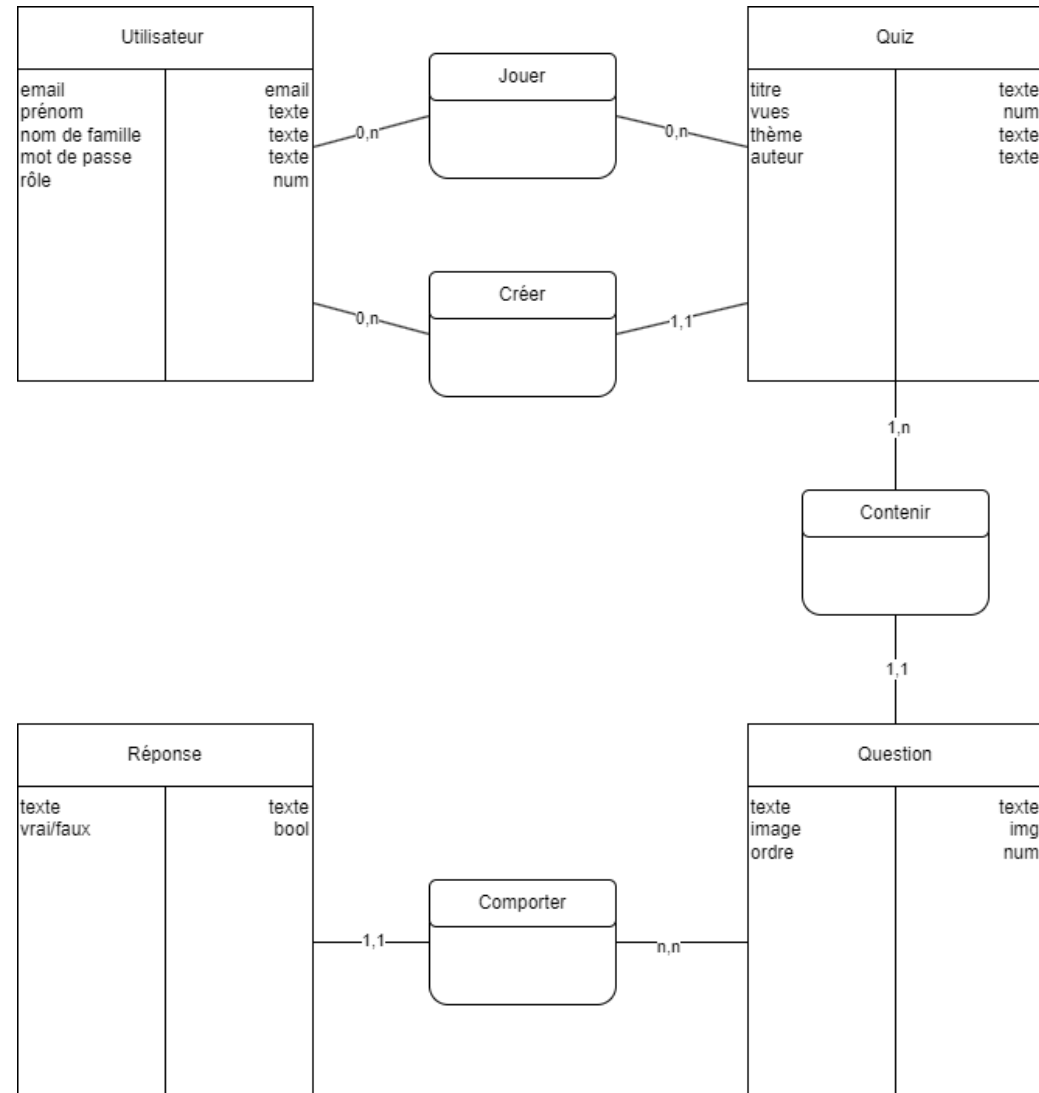 Utilisateur
email email
prénom texte
nom de famille texte
mot de passe texte
rôle num
Jouer
0,n
0,n
Quiz
titre texte
vues num
thème texte
auteur texte
Créer
0,n
1,1
1,n
Contenir
1,1
Réponse
texte texte
vrai/faux bool
Comporter
1,1
n,n
Question
texte texte
image img
ordre num